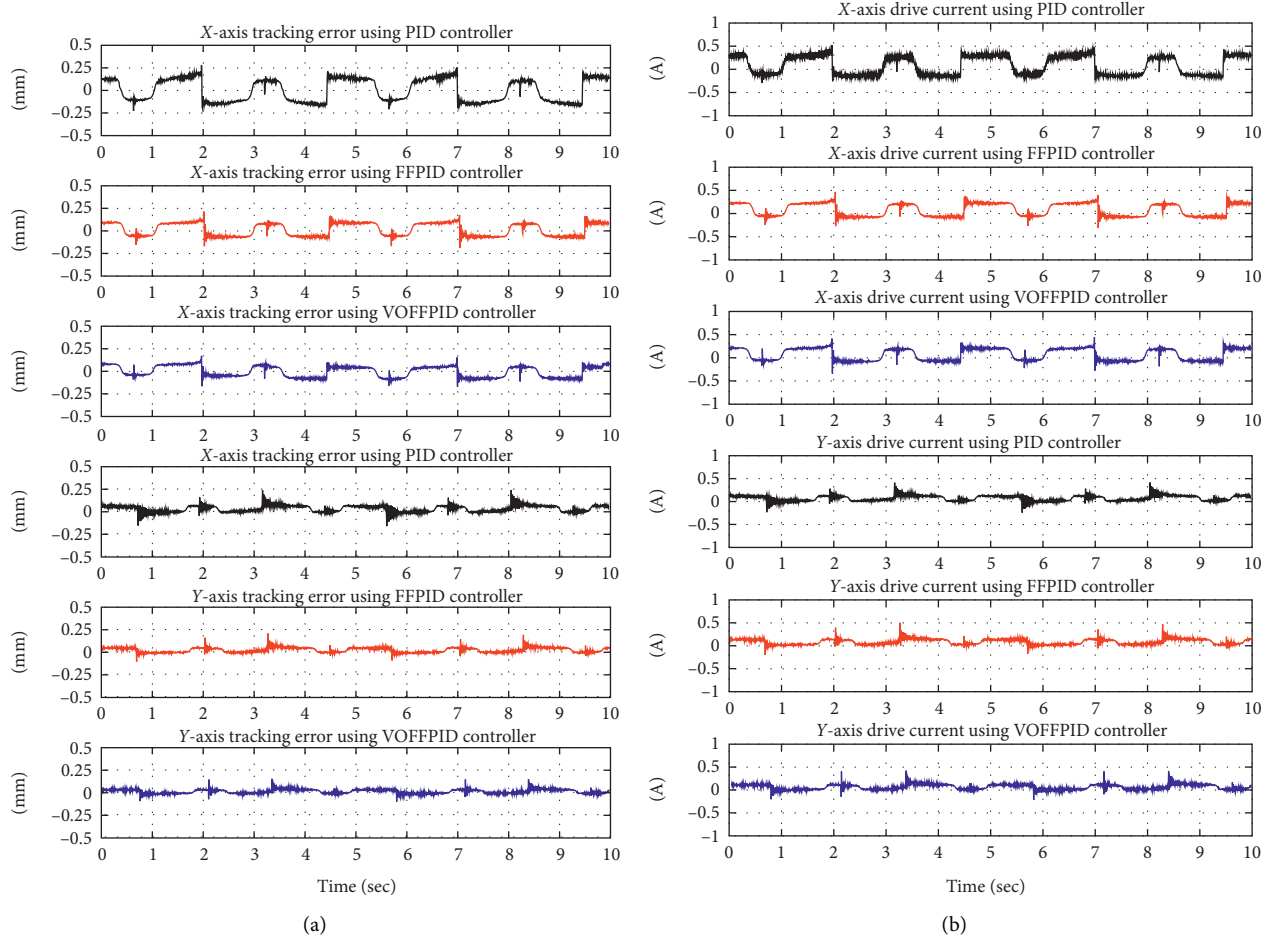 X-axis tracking error using PID controller
0.5
0.25
0
−0.25
−0.5
(mm)
0 1 2 3 4 5 6 7 8 9 10
X-axis tracking error using FFPID controller
0.5
0.25
0
−0.25
−0.5
(mm)
0 1 2 3 4 5 6 7 8 9 10
X-axis tracking error using VOFFPID controller
0.5
0.25
0
−0.25
−0.5
(mm)
0 1 2 3 4 5 6 7 8 9 10
X-axis tracking error using PID controller
0.5
0.25
0
−0.25
−0.5
(mm)
0 1 2 3 4 5 6 7 8 9 10
Y-axis tracking error using FFPID controller
0.5
0.25
0
−0.25
−0.5
(mm)
0 1 2 3 4 5 6 7 8 9 10
Y-axis tracking error using VOFFPID controller
0.5
0.25
0
−0.25
−0.5
(mm)
0 1 2 3 4 5 6 7 8 9 10
Time (sec)
(a)
X-axis drive current using PID controller
1
0.5
0
−0.5
−1
(A)
0 1 2 3 4 5 6 7 8 9 10
X-axis drive current using FFPID controller
1
0.5
0
−0.5
−1
(A)
0 1 2 3 4 5 6 7 8 9 10
X-axis drive current using VOFFPID controller
1
0.5
0
−0.5
−1
(A)
0 1 2 3 4 5 6 7 8 9 10
Y-axis drive current using PID controller
1
0.5
0
−0.5
−1
(A)
0 1 2 3 4 5 6 7 8 9 10
Y-axis drive current using FFPID controller
1
0.5
0
−0.5
−1
(A)
0 1 2 3 4 5 6 7 8 9 10
Y-axis drive current using VOFFPID controller
1
0.5
0
−0.5
−1
(A)
0 1 2 3 4 5 6 7 8 9 10
Time (sec)
(b)